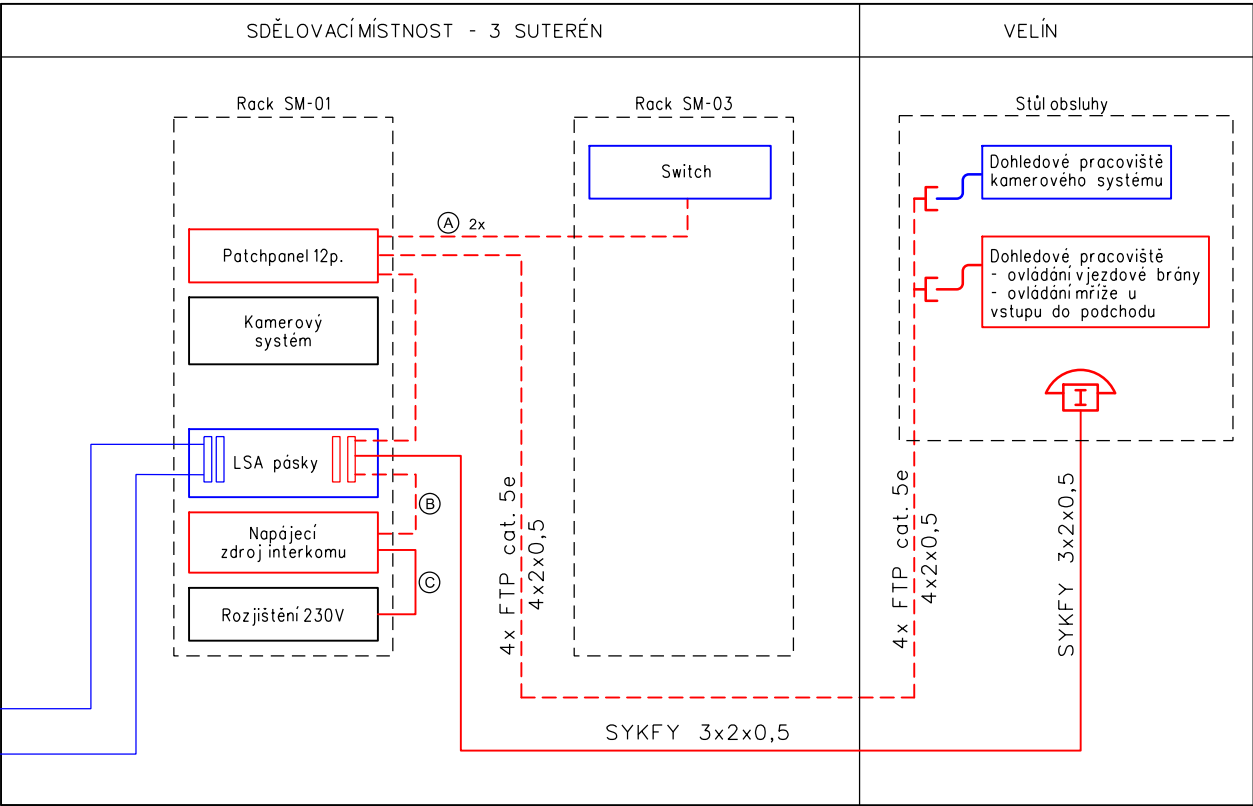 SDĚLOVACÍ MÍSTNOST - 3 SUTERÉN
VELÍN
Rack SM-01
Rack SM-03
Stůl obsluhy
Switch
Dohledové pracoviště
kamerového systému
A 2x
Patchpanel 12p.
Dohledové pracoviště
- ovládání vjezdové brány
- ovládání mříže u
vstupu do podchodu
Kamerový
systém
I
LSA pásky
B
Napájecí
zdroj interkomu
C
Rozjištění 230V
4x FTP cat. 5e
4x2x0,5
4x FTP cat. 5e
4x2x0,5
SYKFY 3x2x0,5
SYKFY 3x2x0,5